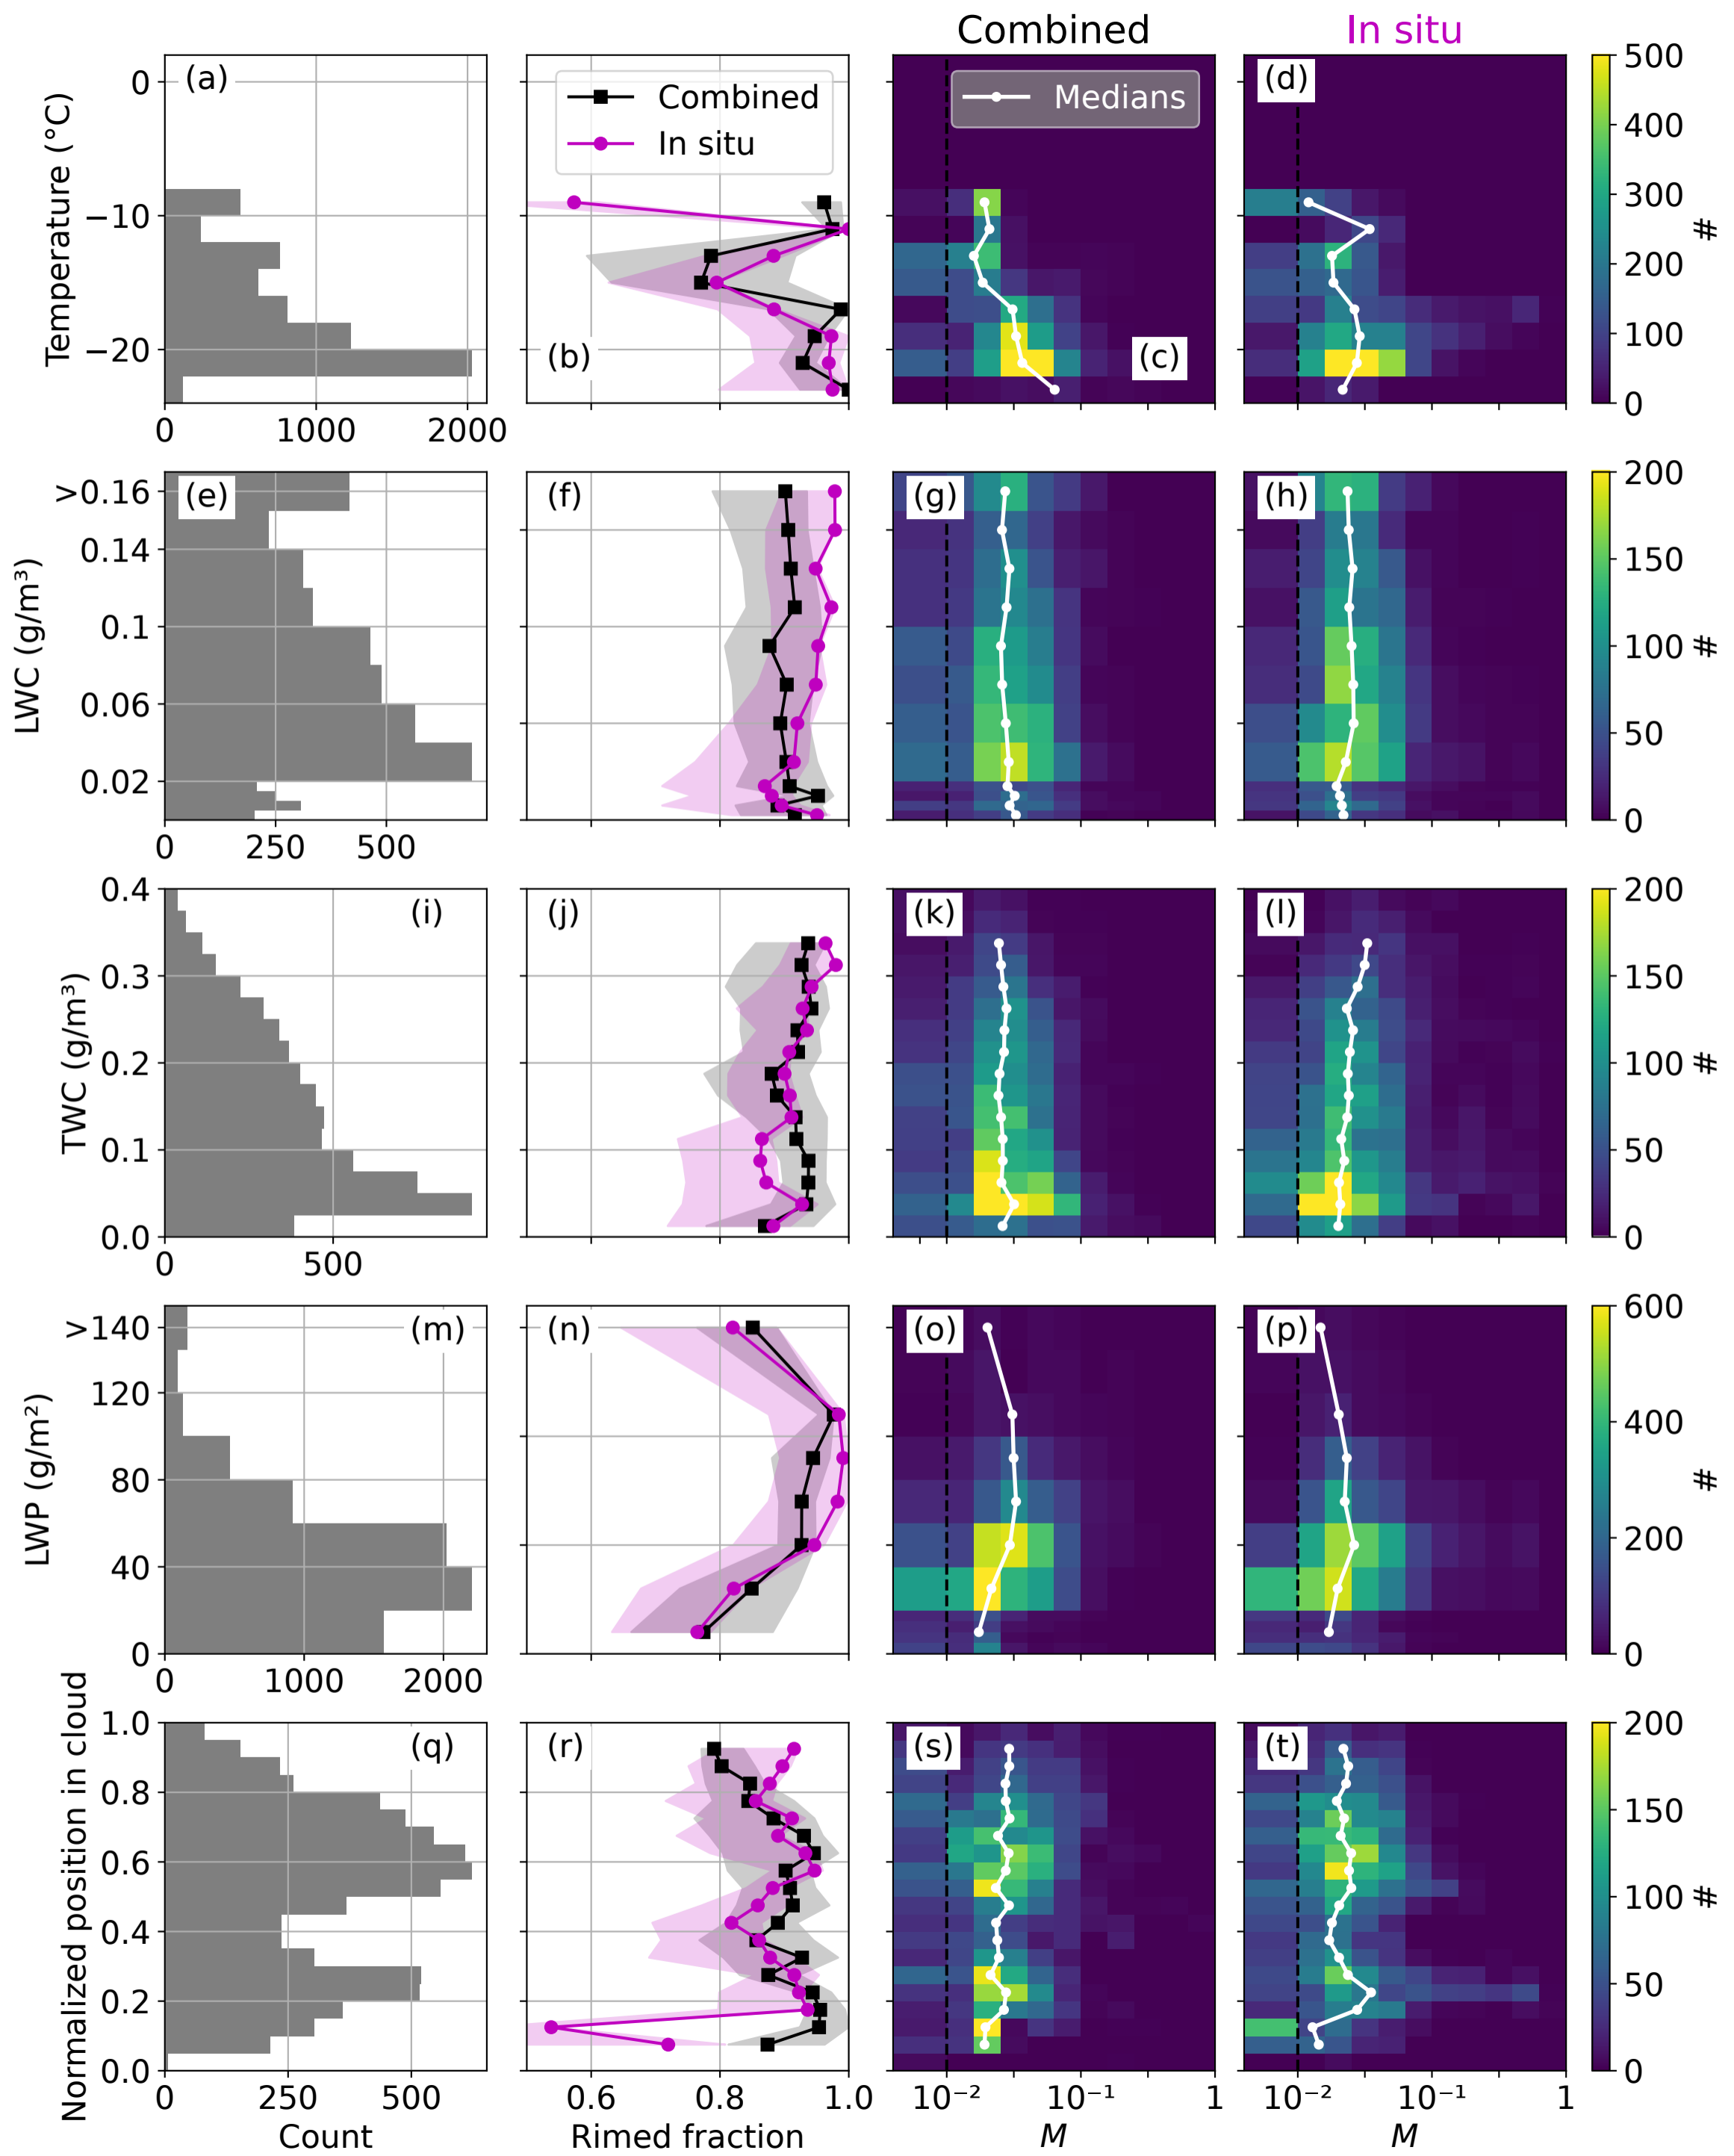 Combined In situ
Temperature (°C)
0
−10
−20
(a)
0 1000 2000
Combined
In situ
(b)
Medians
(c)
(d)
500
400
300
200
100
0
#
LWC (g/m³)
>0.16
0.14
0.1
0.06
0.02
(e)
0 250 500
(f)
(g)
(h)
200
150
100
50
0
#
TWC (g/m³)
0.4
0.3
0.2
0.1
0.0
(i)
0 500
(j)
(k)
(l)
200
150
100
50
0
#
LWP (g/m²)
>140
120
80
40
0
(m)
0 1000 2000
(n)
(o)
(p)
600
400
200
0
#
Normalized position in cloud
1.0
0.8
0.6
0.4
0.2
0.0
(q)
0 250 500
Count
(r)
0.6 0.8 1.0
Rimed fraction
(s)
10⁻² 10⁻¹ 1
M
(t)
10⁻² 10⁻¹ 1
M
200
150
100
50
0
#